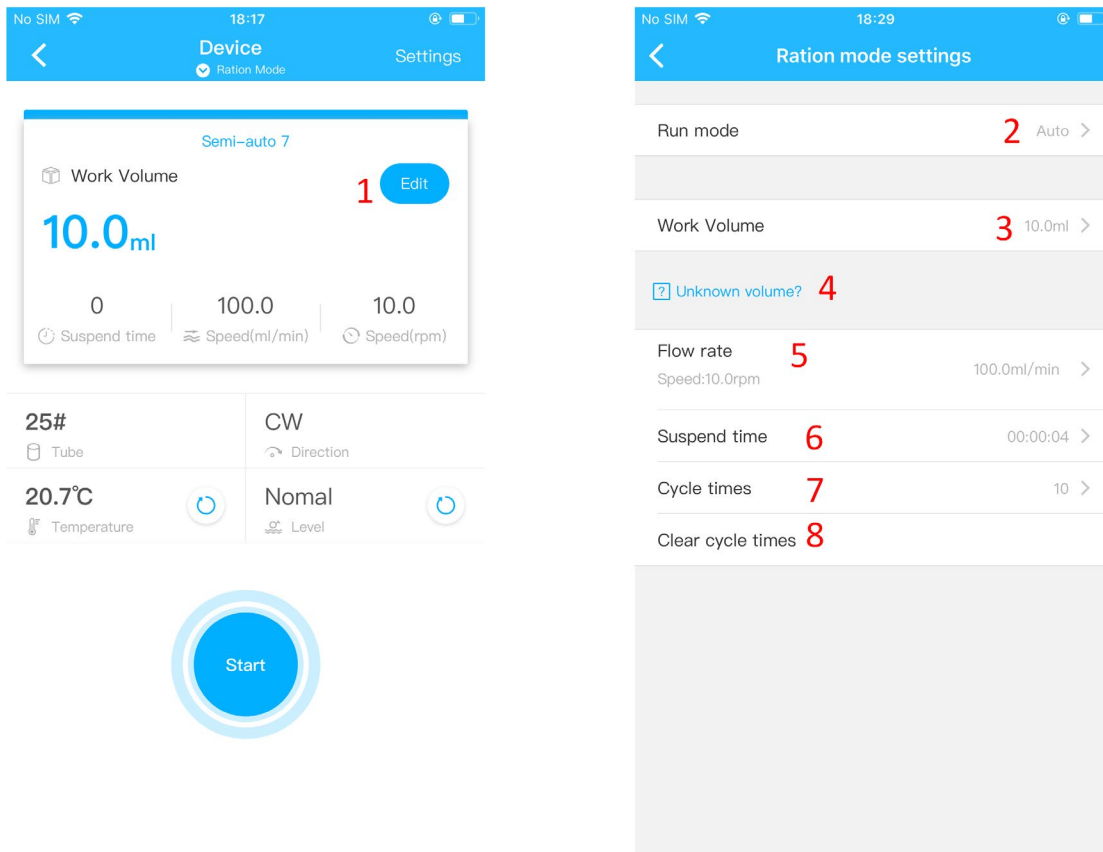 No SIM 18:17
Device
Ration Mode
Settings
Semi-auto 7
Work Volume
1 Edit
10.0ml
0 100.0 10.0
Suspend time Speed(ml/min) Speed(rpm)
25# CW
Tube Direction
20.7℃ Nomal
Temperature Level
Start
No SIM 18:29
Ration mode settings
Run mode 2 Auto
Work Volume 3 10.0ml
? Unknown volume? 4
Flow rate 5
Speed:10.0rpm 100.0ml/min
Suspend time 6 00:00:04
Cycle times 7 10
Clear cycle times 8